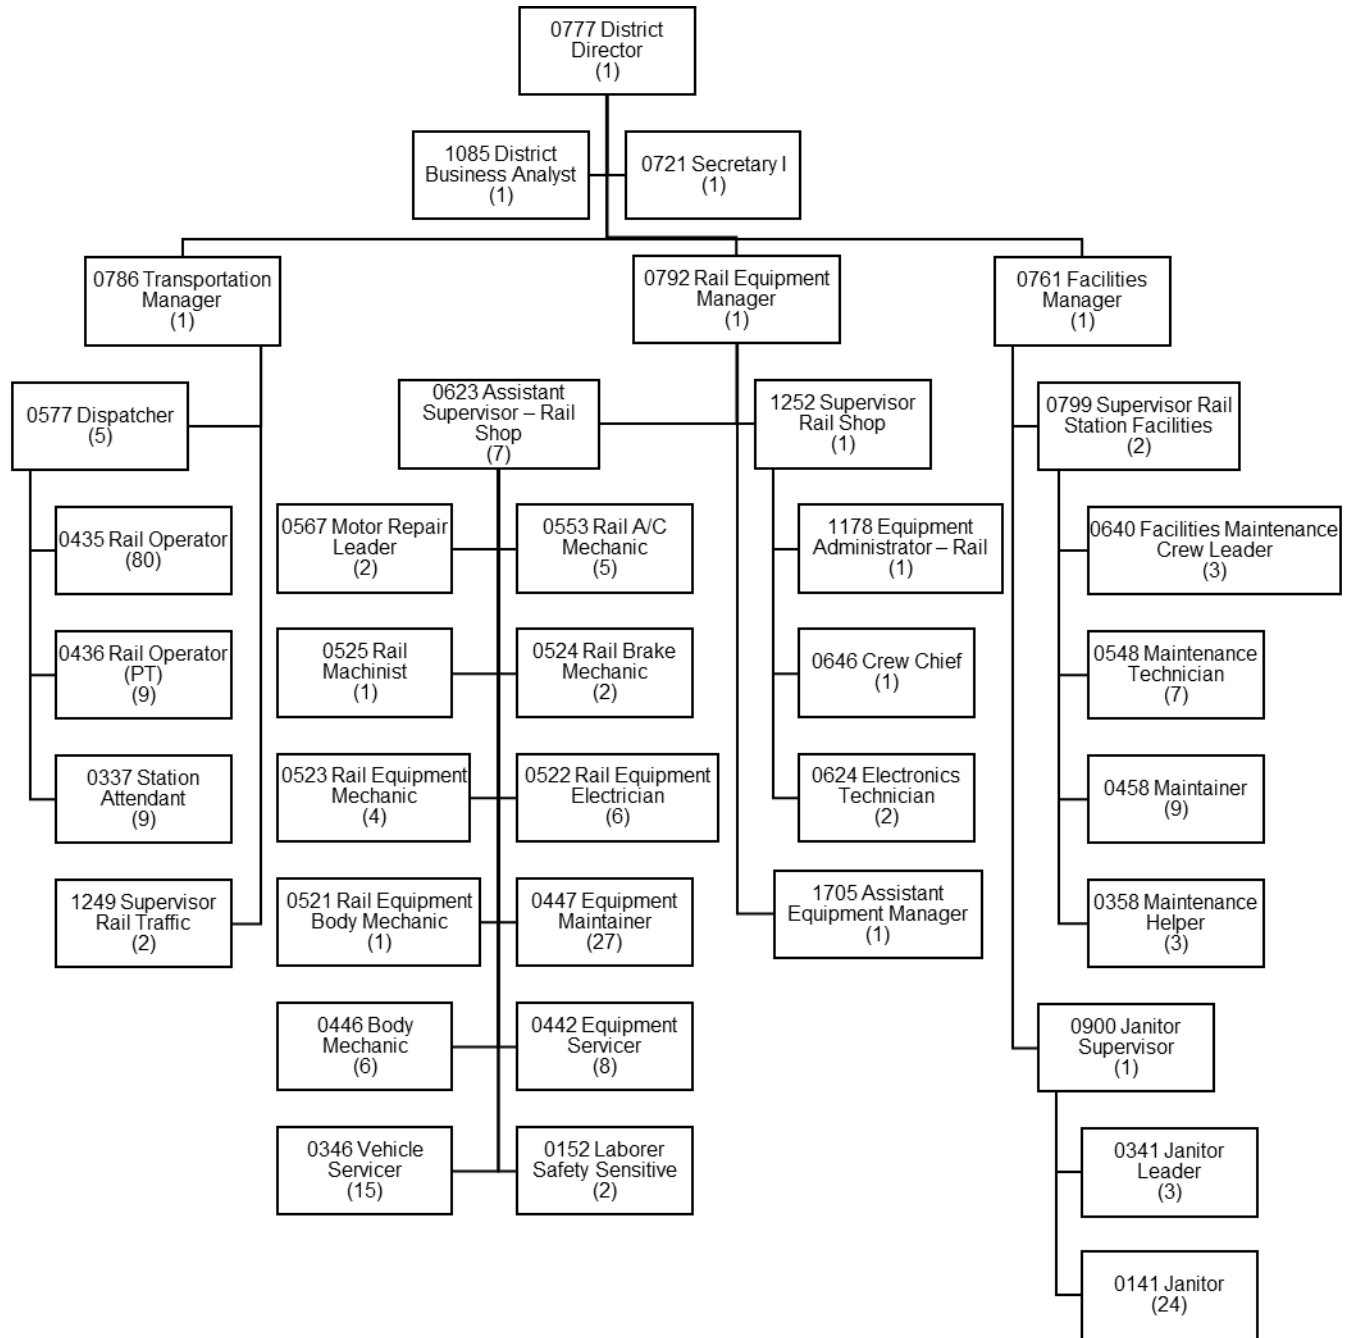 0777 District
Director
(1)
1085 District
Business Analyst
(1)
0721 Secretary I
(1)
0786 Transportation
Manager
(1)
0792 Rail Equipment
Manager
(1)
0761 Facilities
Manager
(1)
0577 Dispatcher
(5)
0435 Rail Operator
(80)
0436 Rail Operator
(PT)
(9)
0337 Station
Attendant
(9)
1249 Supervisor
Rail Traffic
(2)
0623 Assistant
Supervisor – Rail
Shop
(7)
0567 Motor Repair
Leader
(2)
0553 Rail A/C
Mechanic
(5)
0525 Rail
Machinist
(1)
0524 Rail Brake
Mechanic
(2)
0523 Rail Equipment
Mechanic
(4)
0522 Rail Equipment
Electrician
(6)
0521 Rail Equipment
Body Mechanic
(1)
0447 Equipment
Maintainer
(27)
0446 Body
Mechanic
(6)
0442 Equipment
Servicer
(8)
0346 Vehicle
Servicer
(15)
0152 Laborer
Safety Sensitive
(2)
1252 Supervisor
Rail Shop
(1)
1178 Equipment
Administrator – Rail
(1)
0646 Crew Chief
(1)
0624 Electronics
Technician
(2)
1705 Assistant
Equipment Manager
(1)
0799 Supervisor Rail
Station Facilities
(2)
0640 Facilities Maintenance
Crew Leader
(3)
0548 Maintenance
Technician
(7)
0458 Maintainer
(9)
0358 Maintenance
Helper
(3)
0900 Janitor
Supervisor
(1)
0341 Janitor
Leader
(3)
0141 Janitor
(24)